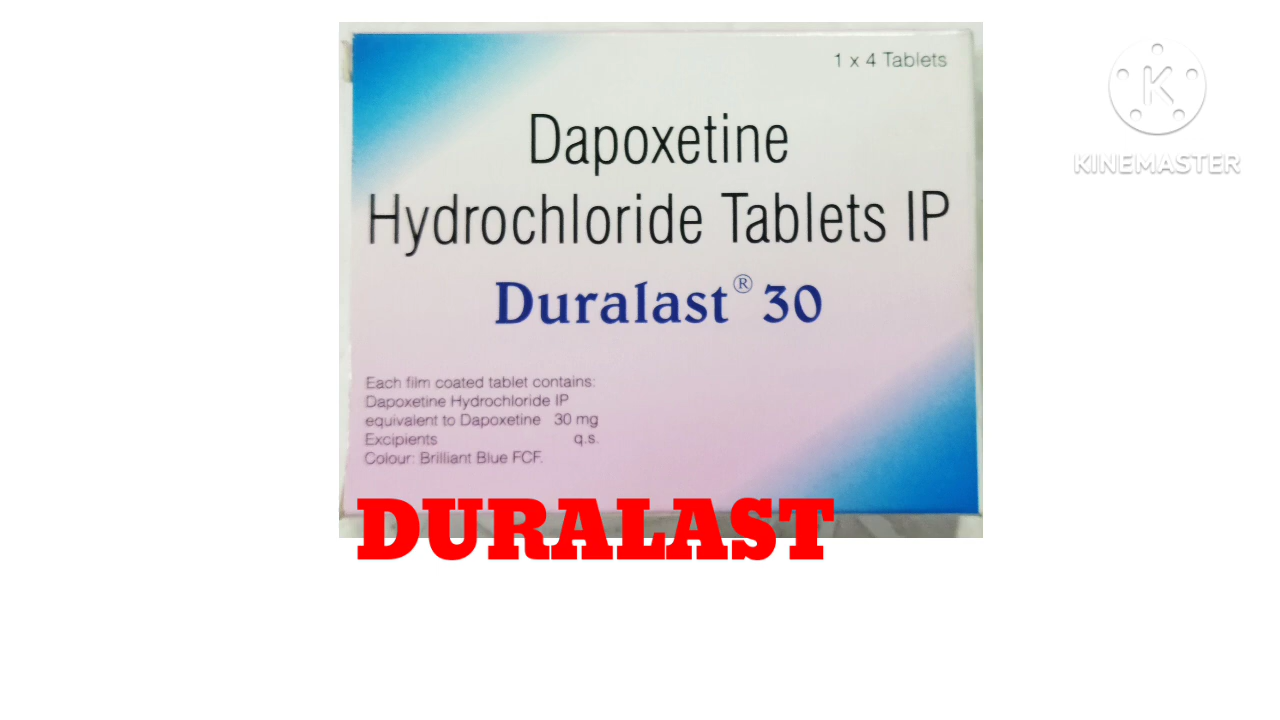 1 x 4 Tablets
Dapoxetine
Hydrochloride Tablets IP
Duralast® 30
Each film coated tablet contains:
Dapoxetine Hydrochloride IP
equivalent to Dapoxetine 30 mg
Excipients q.s.
Colour: Brilliant Blue FCF.
DURALAST
K
KINEMASTER